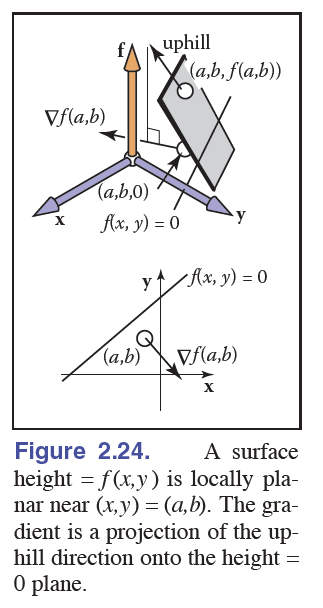 f
uphill
(a,b,f(a,b))
∇f(a,b)
(a,b,0)
f(x, y) = 0
x
y
y
f(x, y) = 0
(a,b)
∇f(a,b)
x
Figure 2.24. A surface
height = f(x,y) is locally pla-
nar near (x,y) = (a,b). The gra-
dient is a projection of the up-
hill direction onto the height =
0 plane.